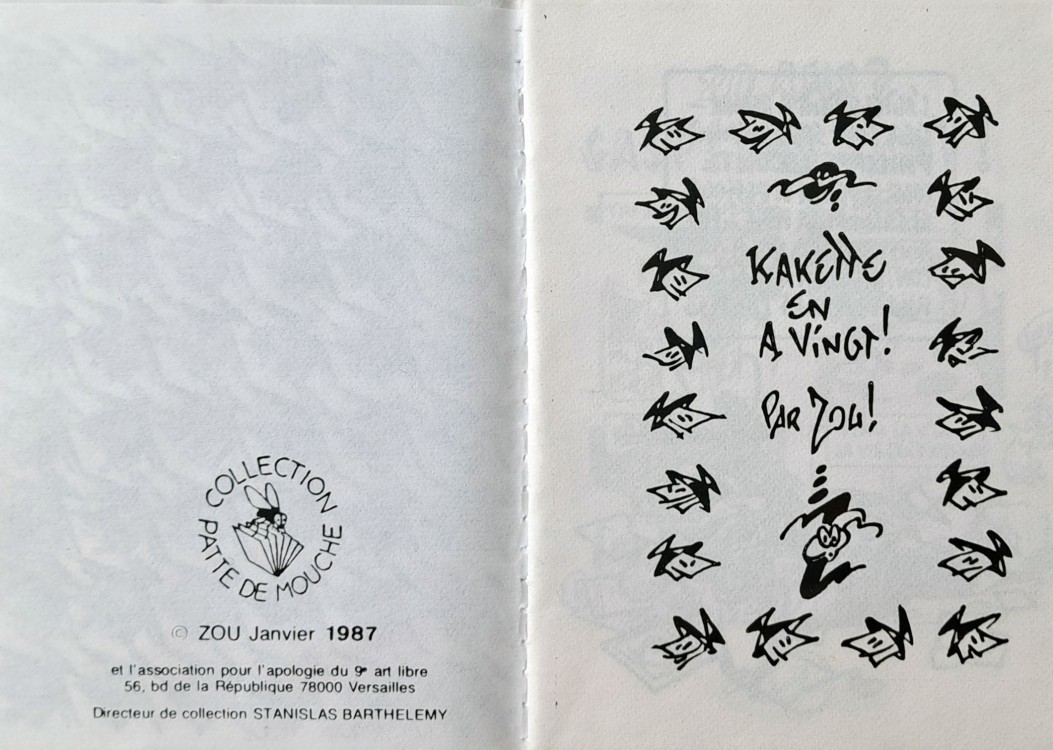 COLLECTION
PATTE DE MOUCHE
© ZOU Janvier 1987
et l'association pour l'apologie du 9e art libre
56, bd de la République 78000 Versailles
Directeur de collection STANISLAS BARTHELEMY
KAKETTE
EN
A VINGT!
PAR ZOU!